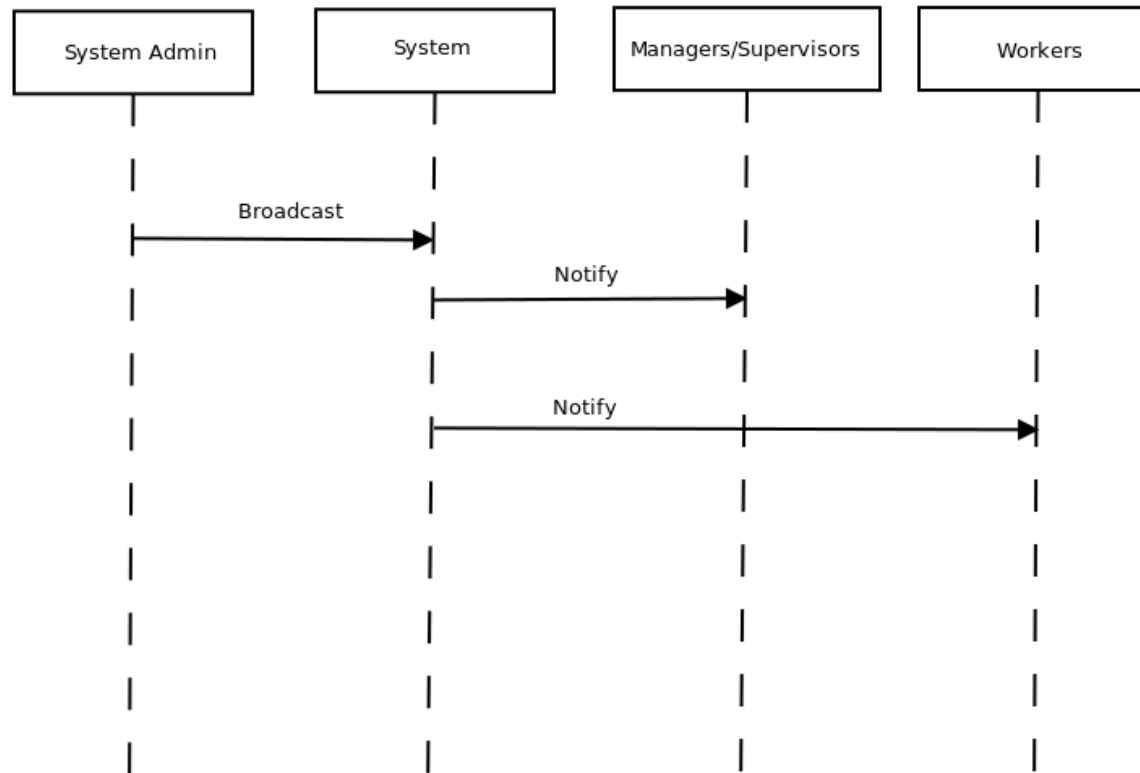 System Admin
System
Managers/Supervisors
Workers
Broadcast
Notify
Notify